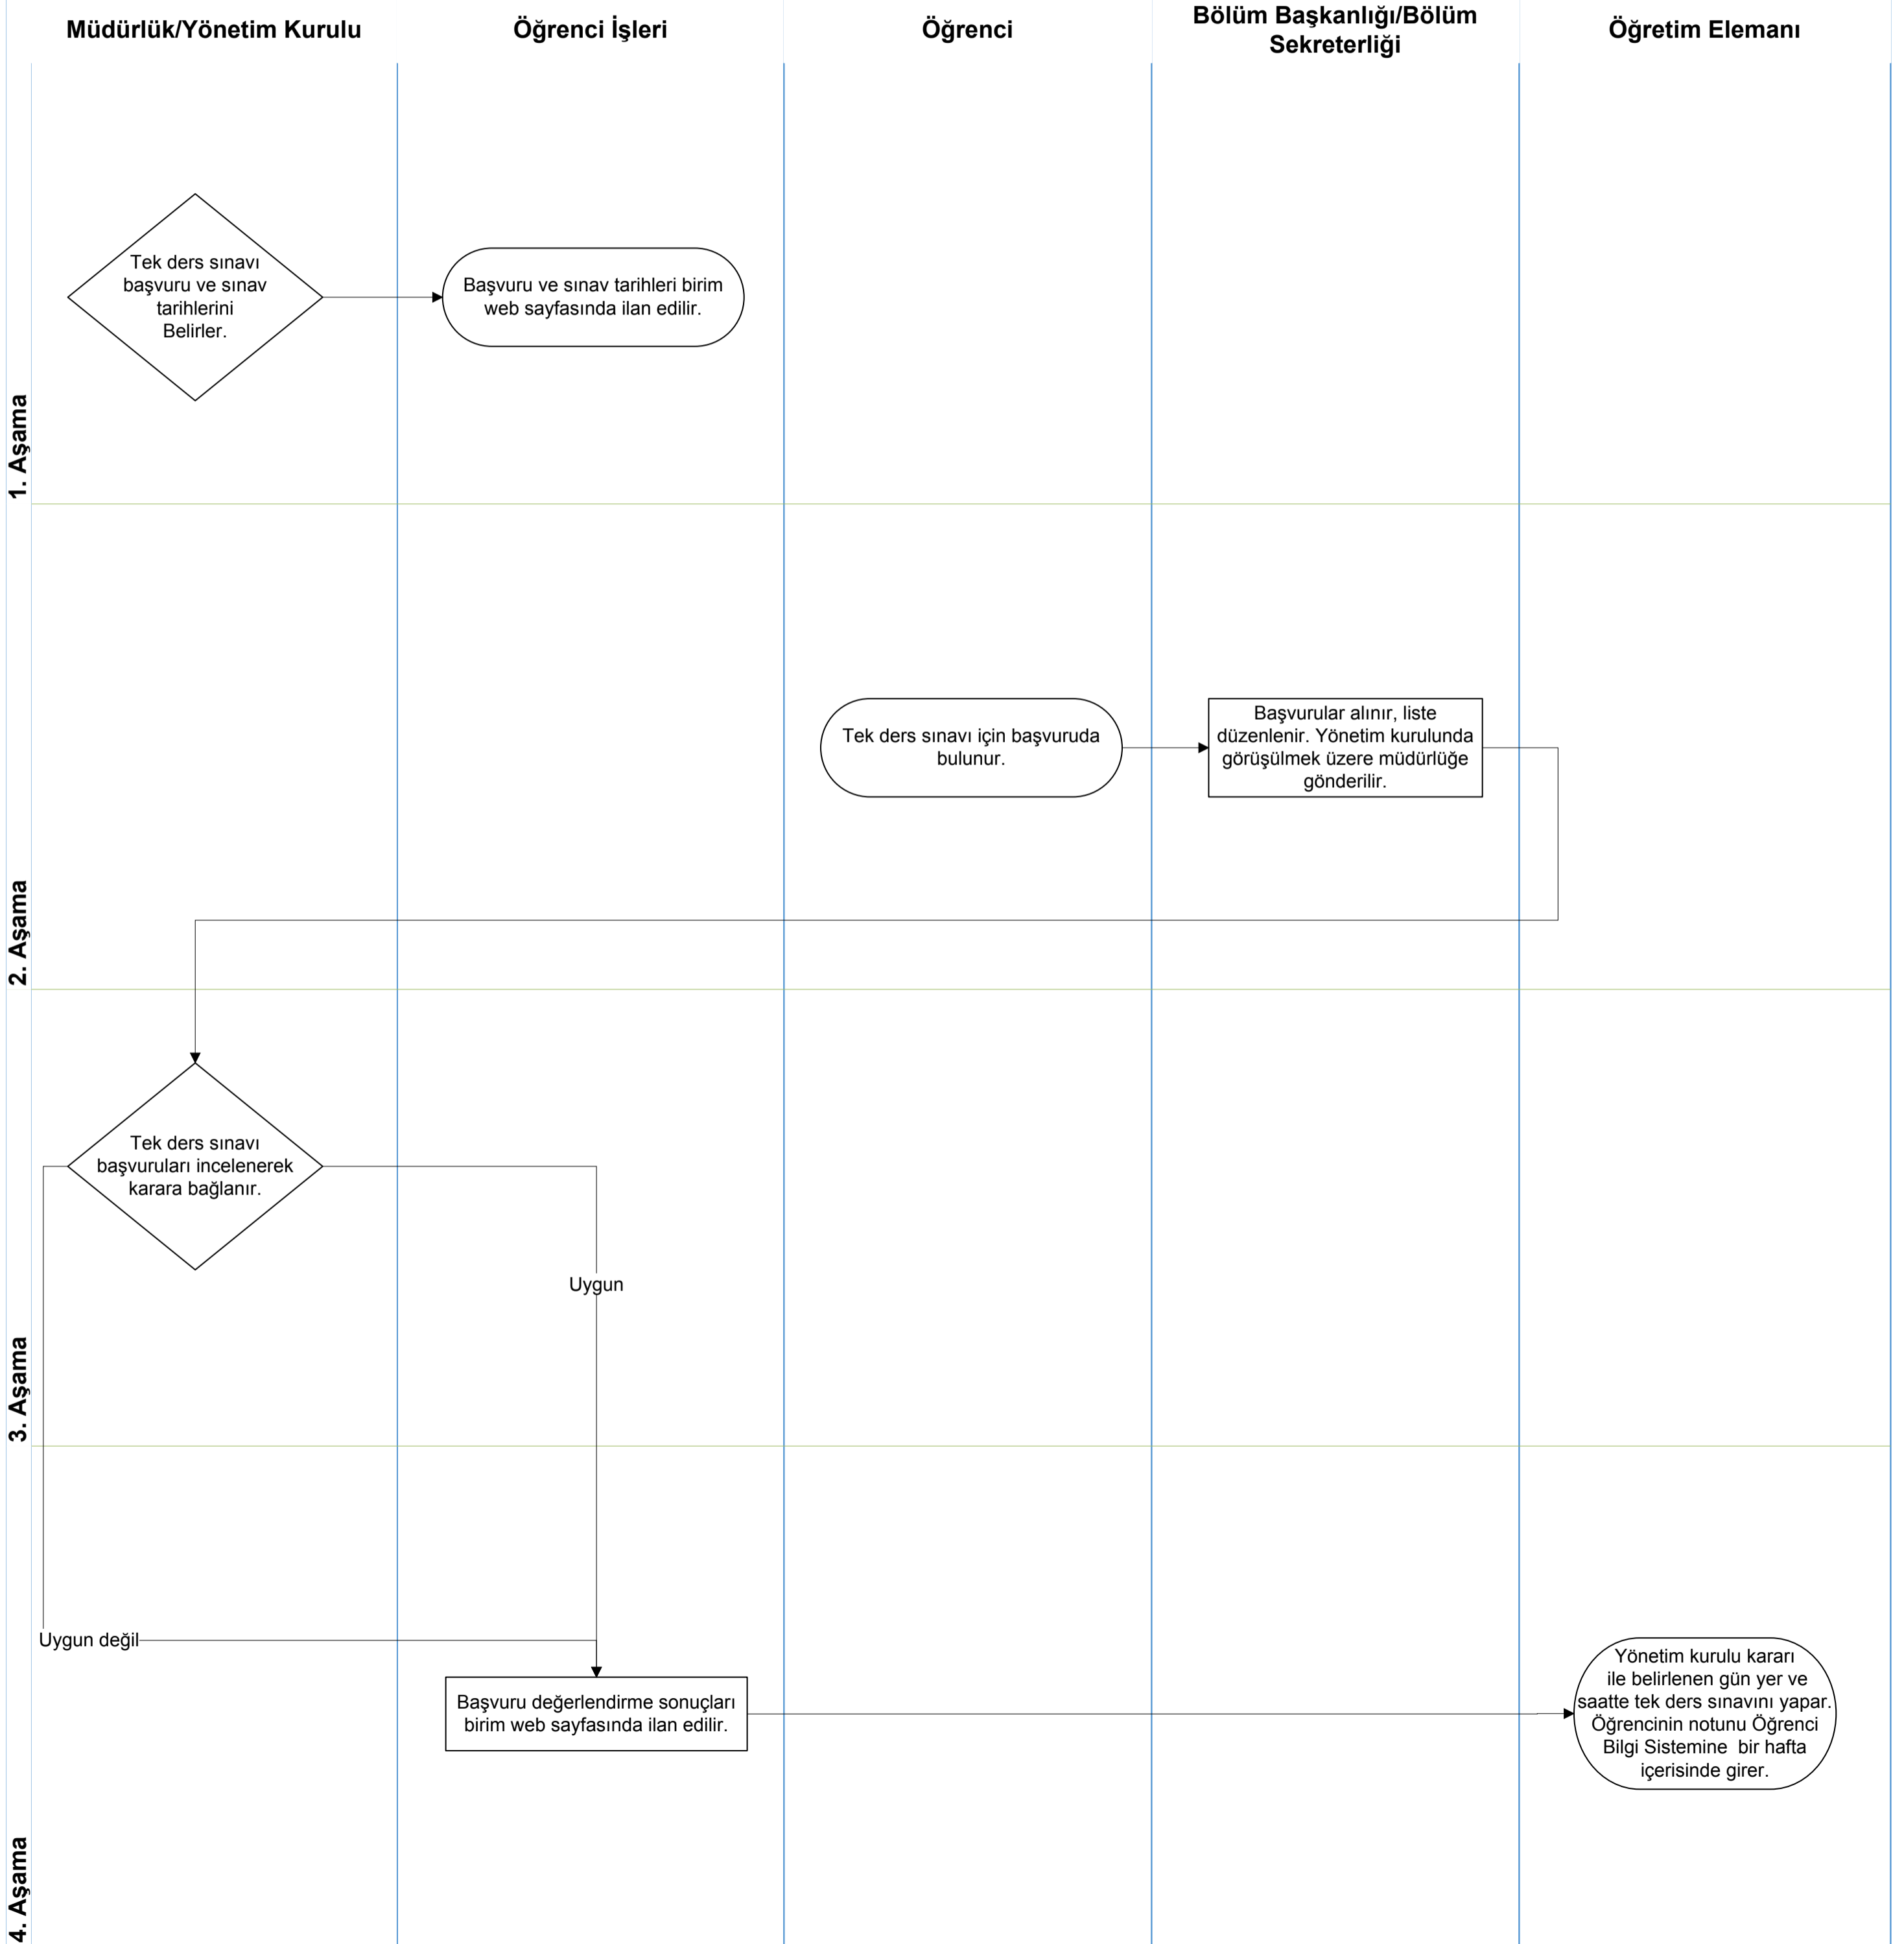 Müdürlük/Yönetim Kurulu
Öğrenci İşleri
Öğrenci
Bölüm Başkanlığı/Bölüm
Sekreterliği
Öğretim Elemanı
1. Aşama
Tek ders sınavı
başvuru ve sınav
tarihlerini
Belirler.
Başvuru ve sınav tarihleri birim
web sayfasında ilan edilir.
2. Aşama
Tek ders sınavı için başvuruda
bulunur.
Başvurular alınır, liste
düzenlenir. Yönetim kurulunda
görüşülmek üzere müdürlüğe
gönderilir.
3. Aşama
Tek ders sınavı
başvuruları incelenerek
karara bağlanır.
Uygun
4. Aşama
Uygun değil
Başvuru değerlendirme sonuçları
birim web sayfasında ilan edilir.
Yönetim kurulu kararı
ile belirlenen gün yer ve
saatte tek ders sınavını yapar.
Öğrencinin notunu Öğrenci
Bilgi Sistemine  bir hafta
içerisinde girer.